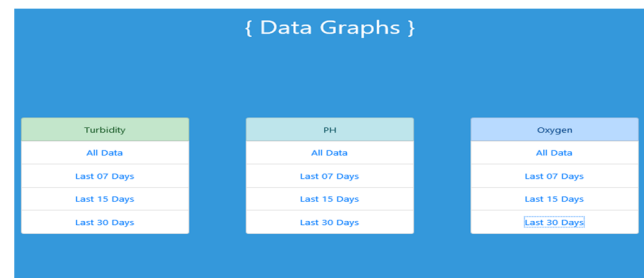 { Data Graphs }
Turbidity
All Data
Last 07 Days
Last 15 Days
Last 30 Days
PH
All Data
Last 07 Days
Last 15 Days
Last 30 Days
Oxygen
All Data
Last 07 Days
Last 15 Days
Last 30 Days